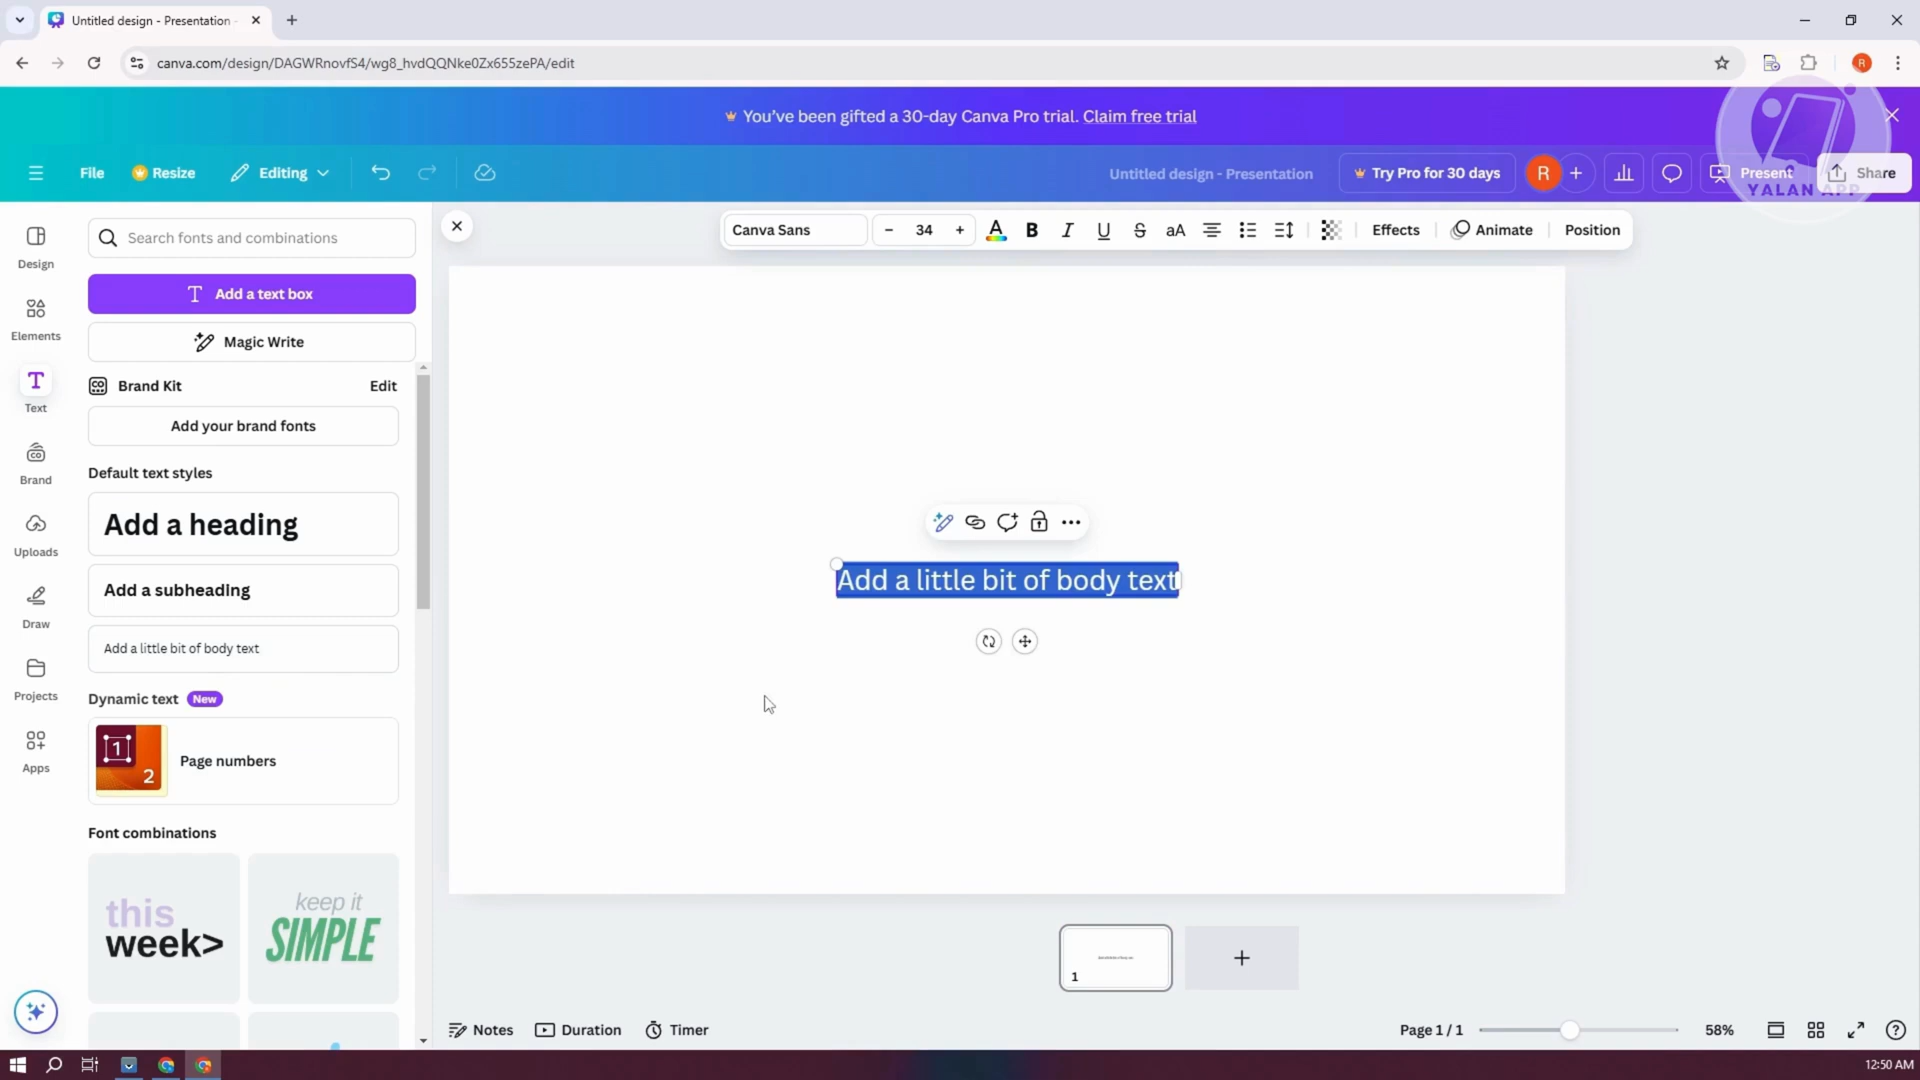 Untitled design - Presentation -
canva.com/design/DAGWRnovfS4/wg8_hvdQQNke0Zx655zePA/edit
R
You've been gifted a 30-day Canva Pro trial. Claim free trial
File
Resize
Editing
Untitled design - Presentation
Try Pro for 30 days
R
Present
Share
YALAN APP
Design
Elements
Text
Brand
Uploads
Draw
Projects
Apps
Search fonts and combinations
Add a text box
Magic Write
Brand Kit
Edit
Add your brand fonts
Default text styles
Add a heading
Add a subheading
Add a little bit of body text
Dynamic text New
1
2
Page numbers
Font combinations
this
week>
keep it
SIMPLE
Canva Sans
34
A
B
I
U
S
aA
Effects
Animate
Position
Add a little bit of body text
1
Notes
Duration
Timer
Page 1 / 1
58%
12:50 AM